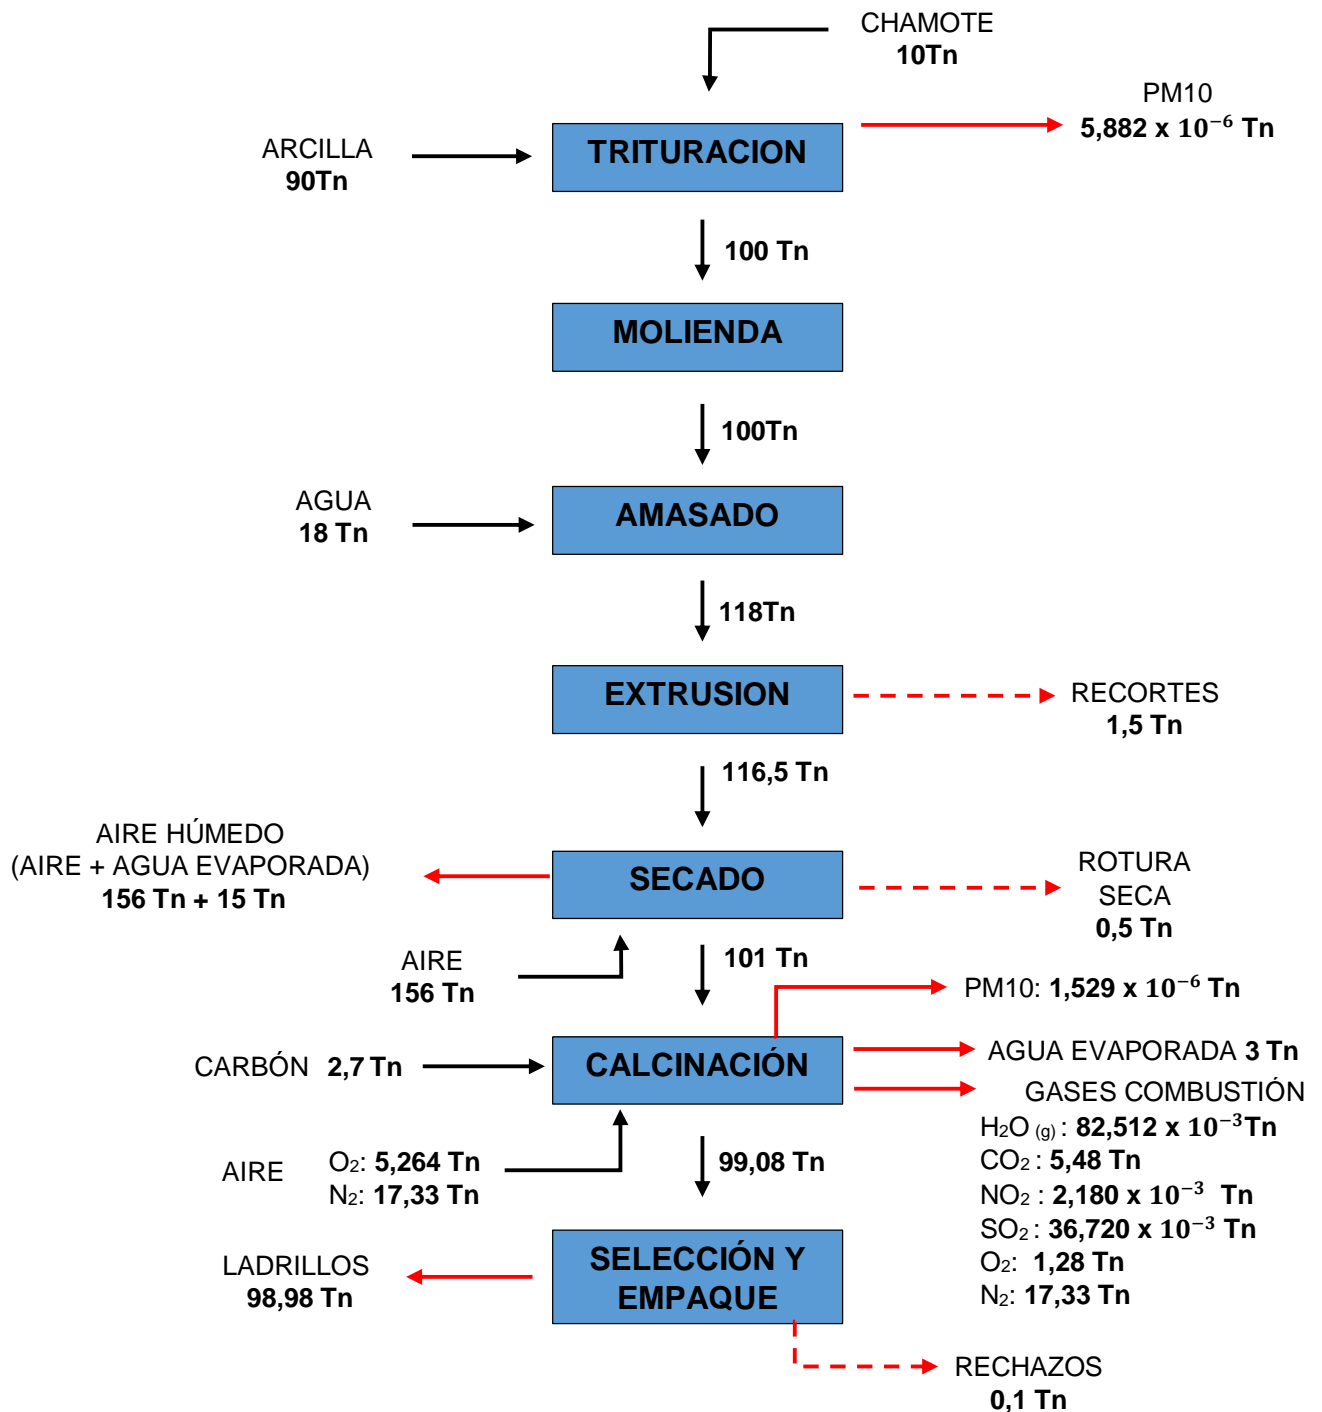 CHAMOTE
10Tn
PM10
5,882 x 10⁻⁶ Tn
ARCILLA
90Tn
TRITURACION
100 Tn
MOLIENDA
100Tn
AGUA
18 Tn
AMASADO
118Tn
EXTRUSION
RECORTES
1,5 Tn
116,5 Tn
AIRE HÚMEDO
(AIRE + AGUA EVAPORADA)
156 Tn + 15 Tn
SECADO
ROTURA
SECA
0,5 Tn
AIRE
156 Tn
101 Tn
PM10: 1,529 x 10⁻⁶ Tn
CARBÓN 2,7 Tn
CALCINACIÓN
AGUA EVAPORADA 3 Tn
GASES COMBUSTIÓN
H₂O (g) : 82,512 x 10⁻³Tn
CO₂ : 5,48 Tn
NO₂ : 2,180 x 10⁻³ Tn
SO₂ : 36,720 x 10⁻³ Tn
O₂: 1,28 Tn
N₂: 17,33 Tn
AIRE
O₂: 5,264 Tn
N₂: 17,33 Tn
99,08 Tn
LADRILLOS
98,98 Tn
SELECCIÓN Y
EMPAQUE
RECHAZOS
0,1 Tn